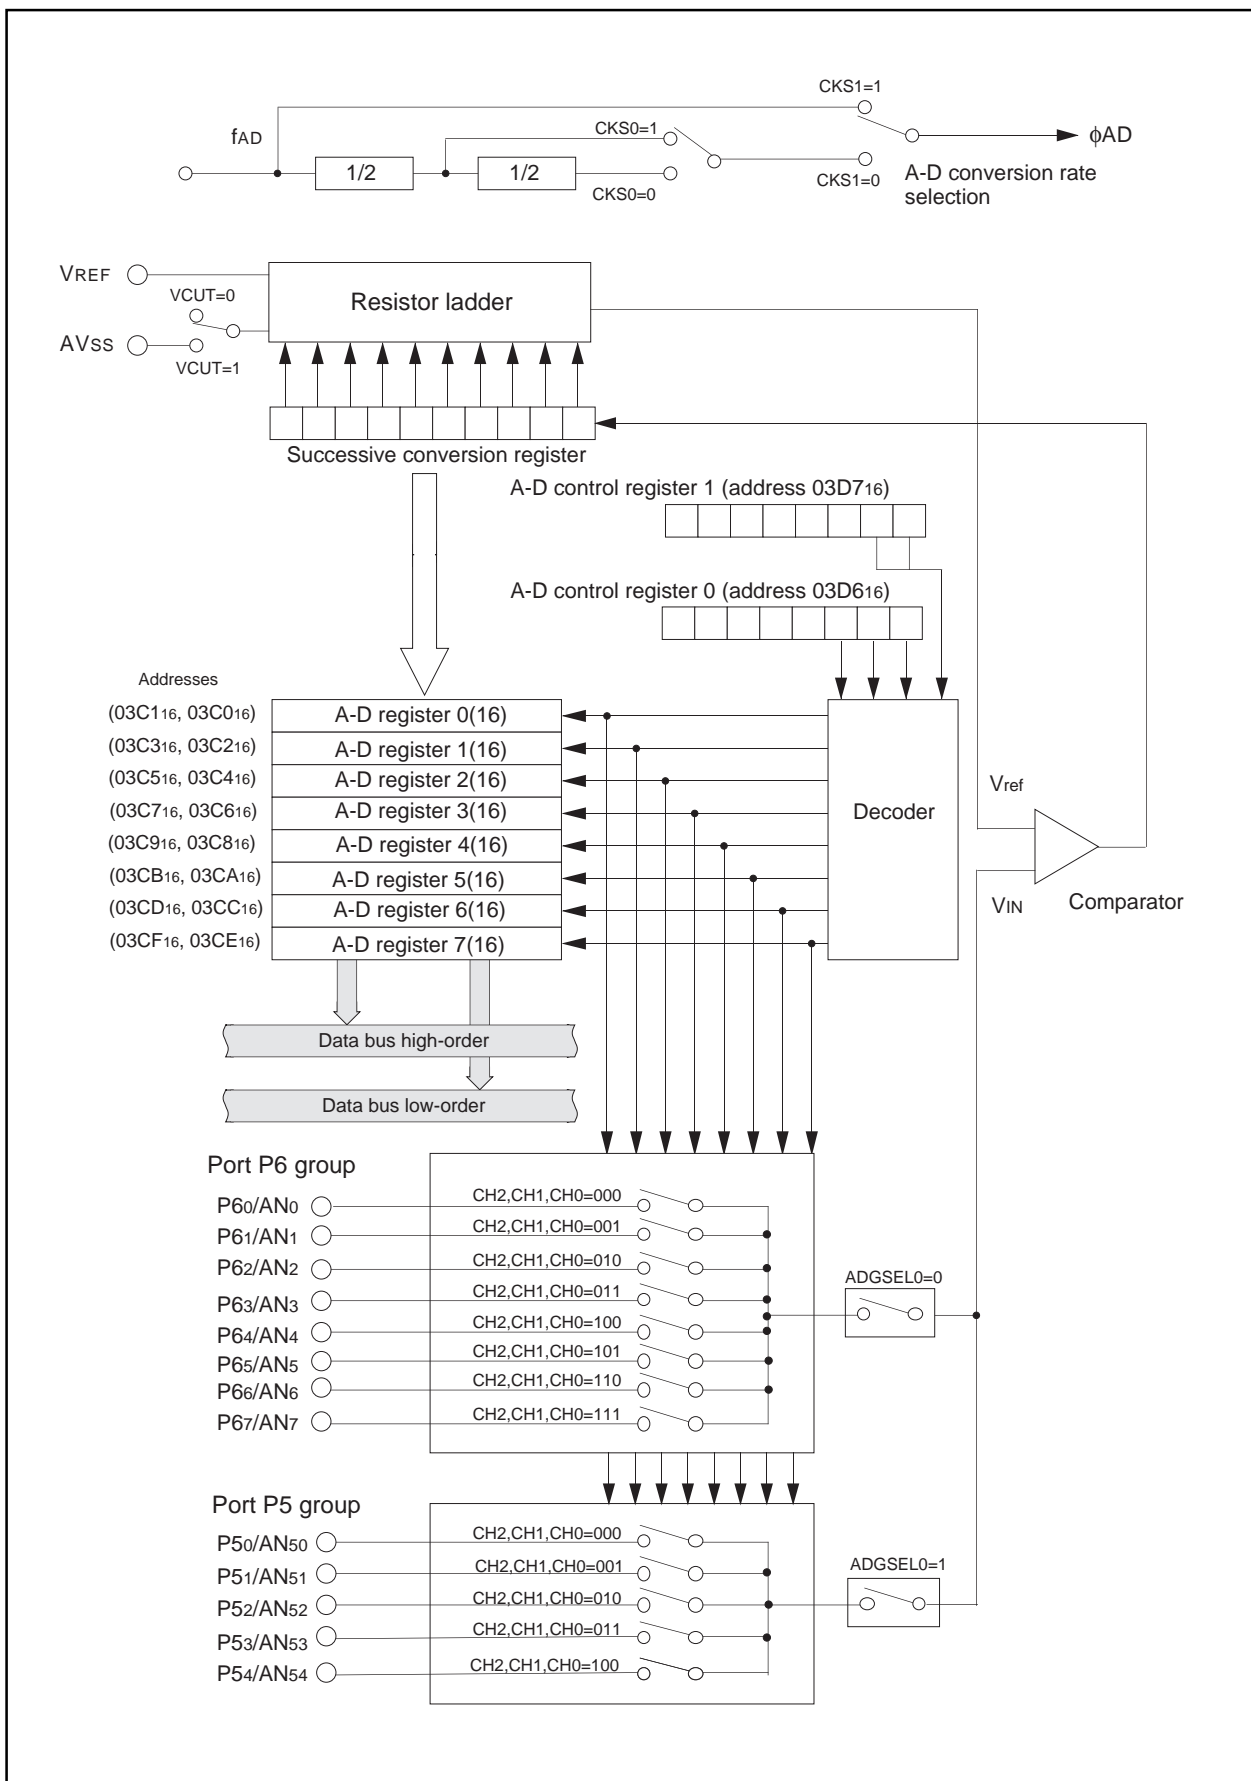 CKS1=1
fAD
CKS0=1
φAD
1/2
1/2
CKS0=0
CKS1=0
A-D conversion rate
selection
VREF
VCUT=0
Resistor ladder
AVSS
VCUT=1
Successive conversion register
A-D control register 1 (address 03D716)
A-D control register 0 (address 03D616)
Addresses
(03C116, 03C016)
A-D register 0(16)
(03C316, 03C216)
A-D register 1(16)
(03C516, 03C416)
A-D register 2(16)
(03C716, 03C616)
A-D register 3(16)
(03C916, 03C816)
A-D register 4(16)
(03CB16, 03CA16)
A-D register 5(16)
(03CD16, 03CC16)
A-D register 6(16)
(03CF16, 03CE16)
A-D register 7(16)
Decoder
Vref
VIN
Comparator
Data bus high-order
Data bus low-order
Port P6 group
P60/AN0
CH2,CH1,CH0=000
P61/AN1
CH2,CH1,CH0=001
P62/AN2
CH2,CH1,CH0=010
P63/AN3
CH2,CH1,CH0=011
P64/AN4
CH2,CH1,CH0=100
P65/AN5
CH2,CH1,CH0=101
P66/AN6
CH2,CH1,CH0=110
P67/AN7
CH2,CH1,CH0=111
ADGSEL0=0
Port P5 group
P50/AN50
CH2,CH1,CH0=000
P51/AN51
CH2,CH1,CH0=001
P52/AN52
CH2,CH1,CH0=010
P53/AN53
CH2,CH1,CH0=011
P54/AN54
CH2,CH1,CH0=100
ADGSEL0=1